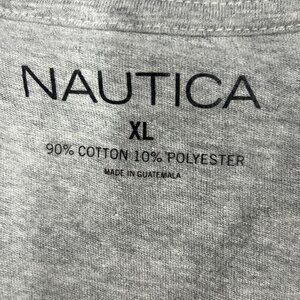 NAUTICA
XL
90% COTTON 10% POLYESTER
MADE IN GUATEMALA